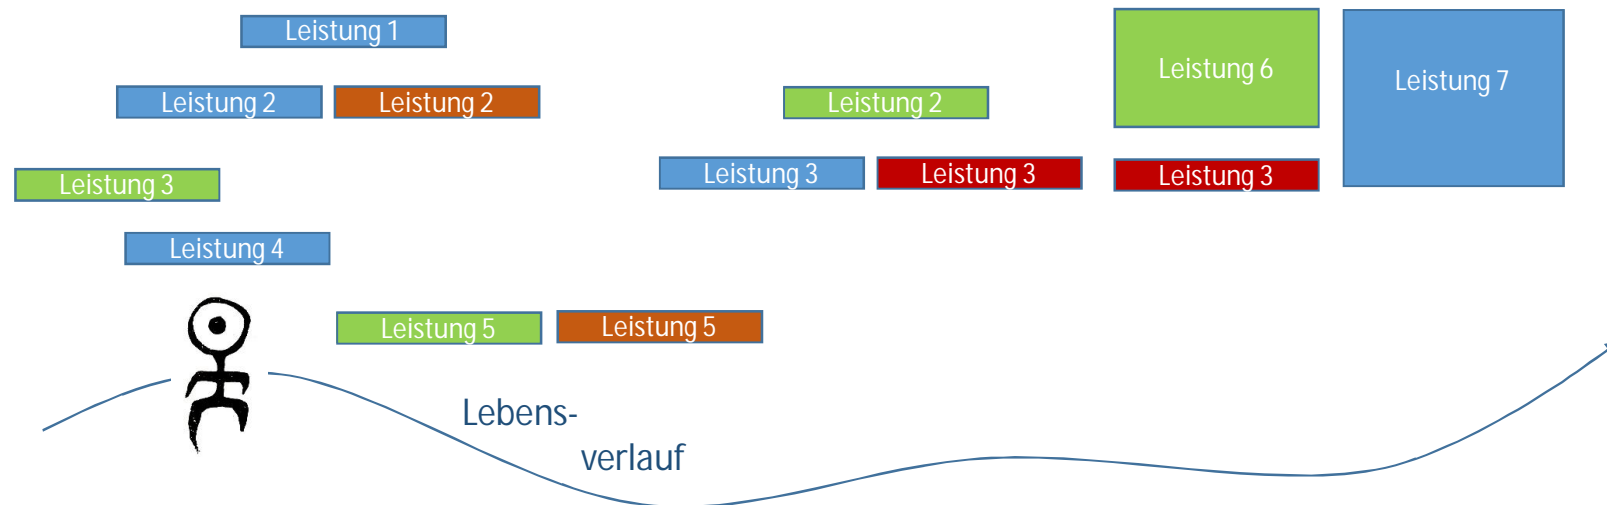 Leistung 1
Leistung 2 Leistung 2
Leistung 3
Leistung 4
Leistung 5 Leistung 5
Leistung 2
Leistung 3 Leistung 3
Leistung 6
Leistung 3
Leistung 7
Lebens-
verlauf